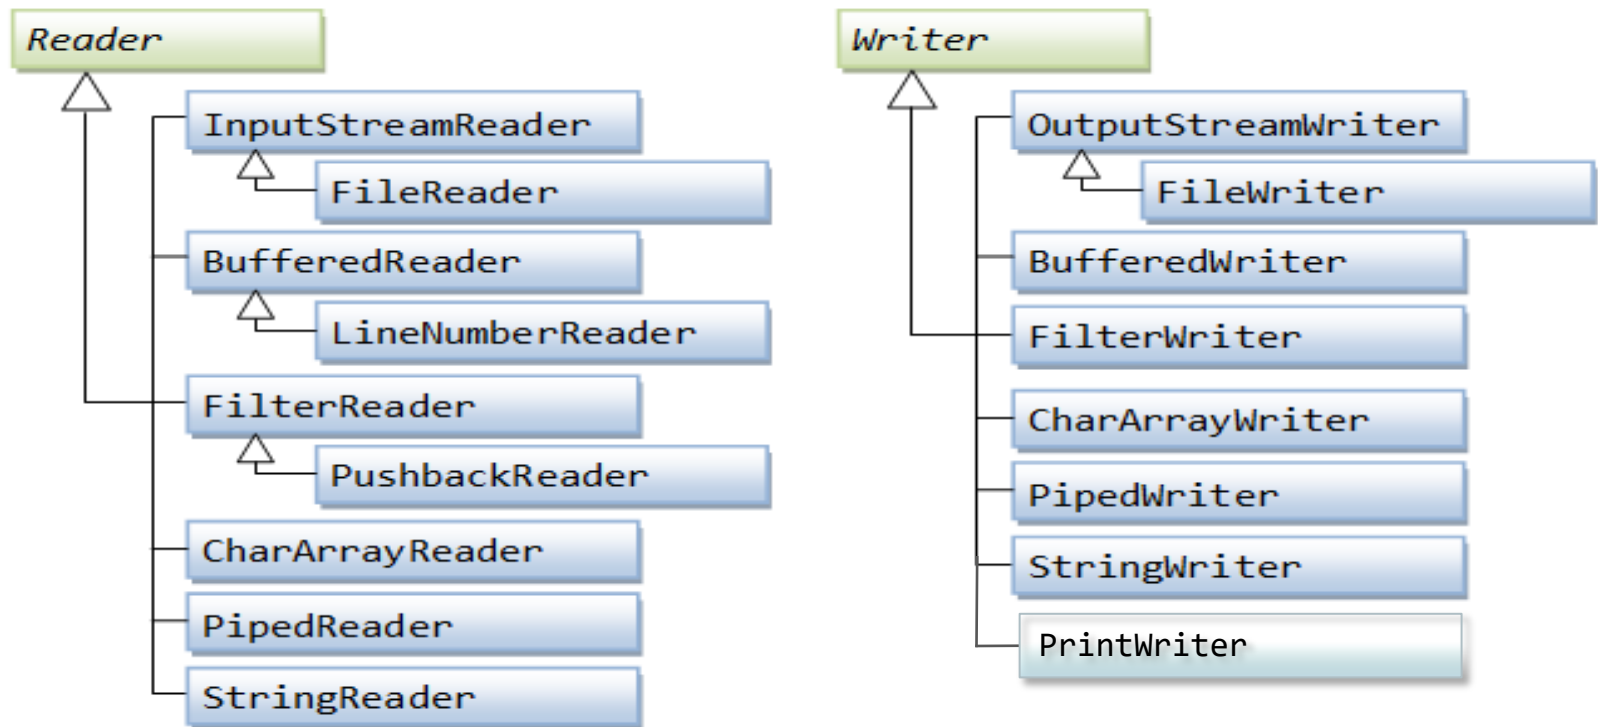 Reader
InputStreamReader
FileReader
BufferedReader
LineNumberReader
FilterReader
PushbackReader
CharArrayReader
PipedReader
StringReader
Writer
OutputStreamWriter
FileWriter
BufferedWriter
FilterWriter
CharArrayWriter
PipedWriter
StringWriter
PrintWriter